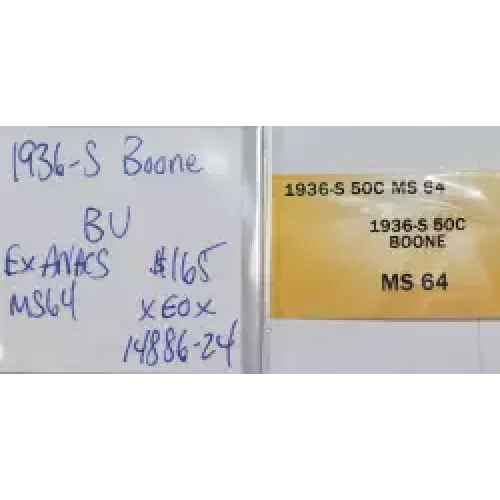 1936-S Boone
BU
Ex ANACS $165
MS64 XEOX
14886-24
1936-S 50C MS 64
1936-S 50C
BOONE
MS 64